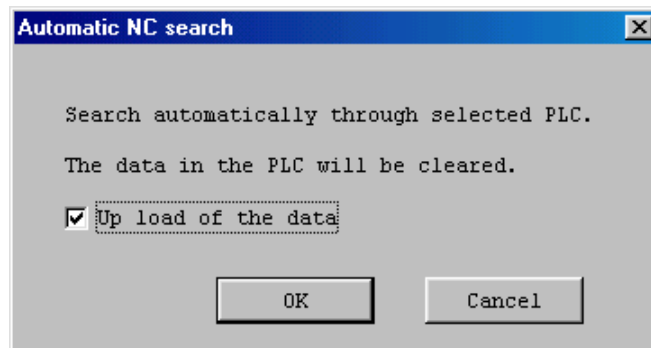 Automatic NC search
Search automatically through selected PLC.
The data in the PLC will be cleared.
Up load of the data
OK
Cancel